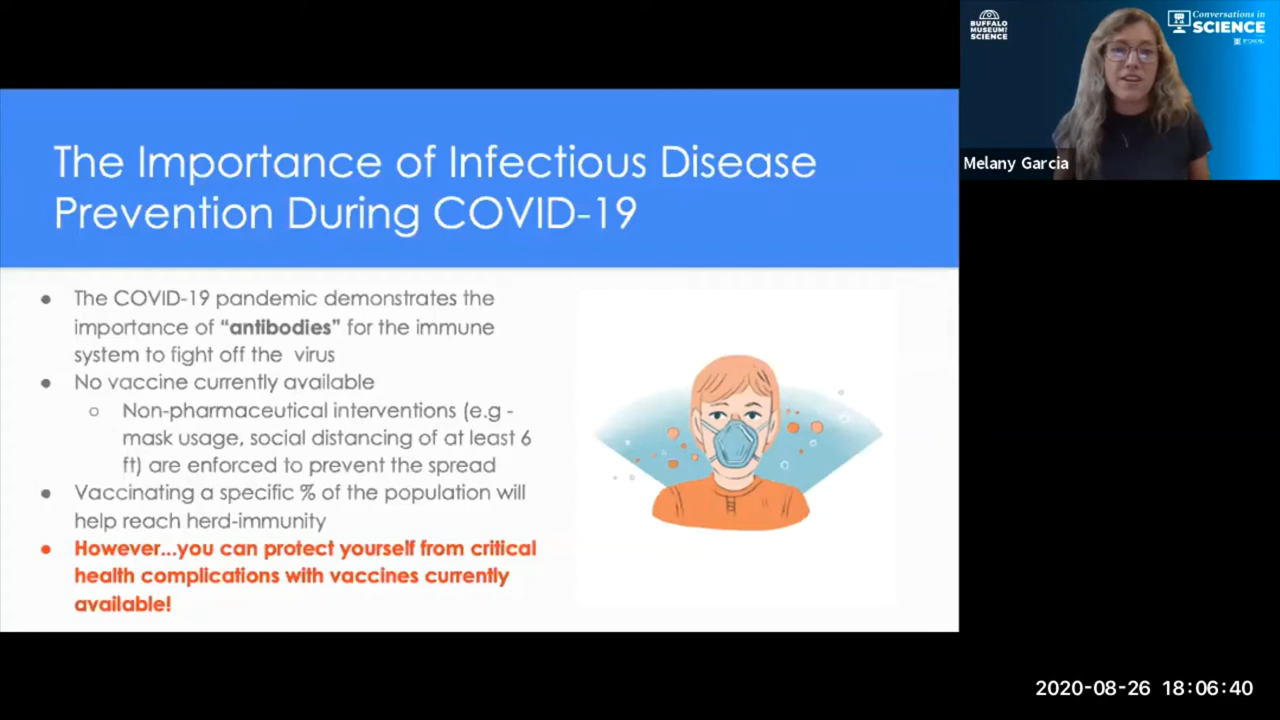 The Importance of Infectious Disease
Prevention During COVID-19
● The COVID-19 pandemic demonstrates the
importance of “antibodies” for the immune
system to fight off the virus
● No vaccine currently available
○ Non-pharmaceutical interventions (e.g -
mask usage, social distancing of at least 6
ft) are enforced to prevent the spread
● Vaccinating a specific % of the population will
help reach herd-immunity
● However...you can protect yourself from critical
health complications with vaccines currently
available!
BUFFALO
MUSEUM OF
SCIENCE
Conversations in
SCIENCE
Melany Garcia
2020-08-26 18:06:40